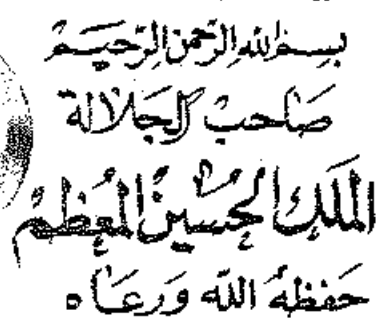 بسم الله الرحمن الرحيم
صاحب الجلالة
الملك الحسين المعظم
حفظه الله ورعاه